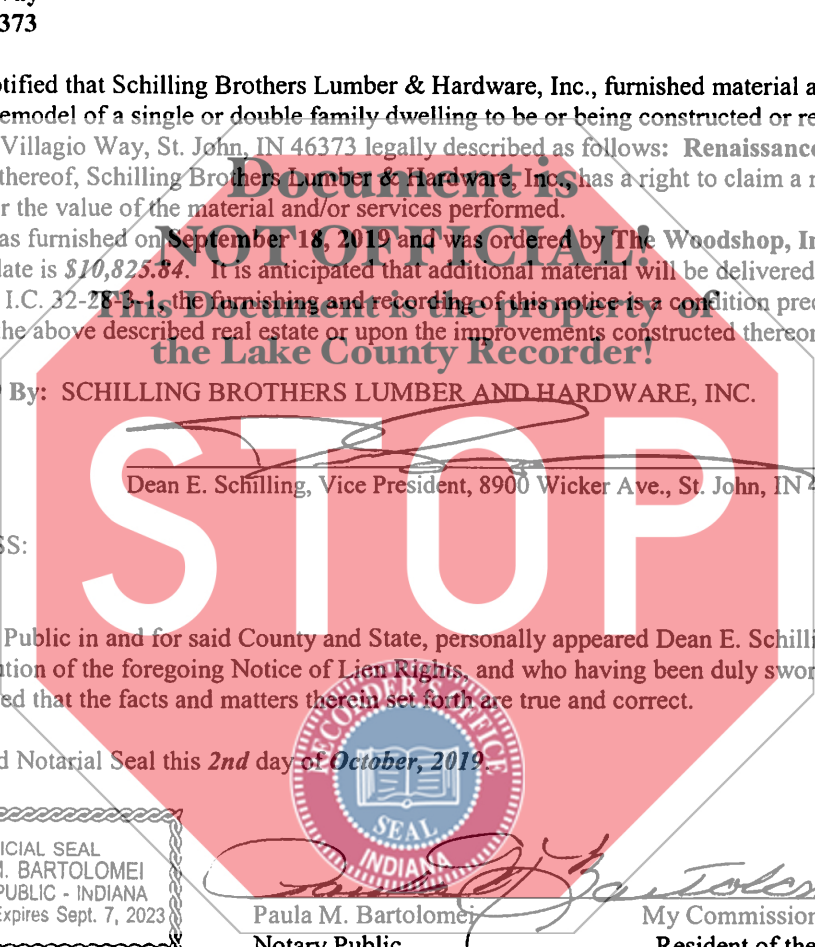 373
otified that Schilling Brothers Lumber & Hardware, Inc., furnished material a
emodel of a single or double family dwelling to be or being constructed or re
Villagio Way, St. John, IN 46373 legally described as follows: Renaissance
thereof, Schilling Brothers Lumber & Hardware, Inc., has a right to claim a
r the value of the material and/or services performed.
as furnished on September 18, 2019 and was ordered by The Woodshop, In
late is $10,825.84. It is anticipated that additional material will be delivered
I.C. 32-28-3-1, the furnishing and recording of this notice is a condition prec
he above described real estate or upon the improvements constructed thereon
Document is
NOT OFFICIAL!
This Document is the property of
the Lake County Recorder!
By: SCHILLING BROTHERS LUMBER AND HARDWARE, INC.
STOP
Dean E. Schilling, Vice President, 8900 Wicker Ave., St. John, IN 4
SS:
Public in and for said County and State, personally appeared Dean E. Schilli
tion of the foregoing Notice of Lien Rights, and who having been duly swor
ed that the facts and matters therein set forth are true and correct.
d Notarial Seal this 2nd day of October, 2019.
RECORDER'S OFFICE
SEAL
INDIANA
ICIAL SEAL
M. BARTOLOMEI
PUBLIC - INDIANA
Expires Sept. 7, 2023
Paula M. Bartolomei
My Commission
Notary Public
Resident of the